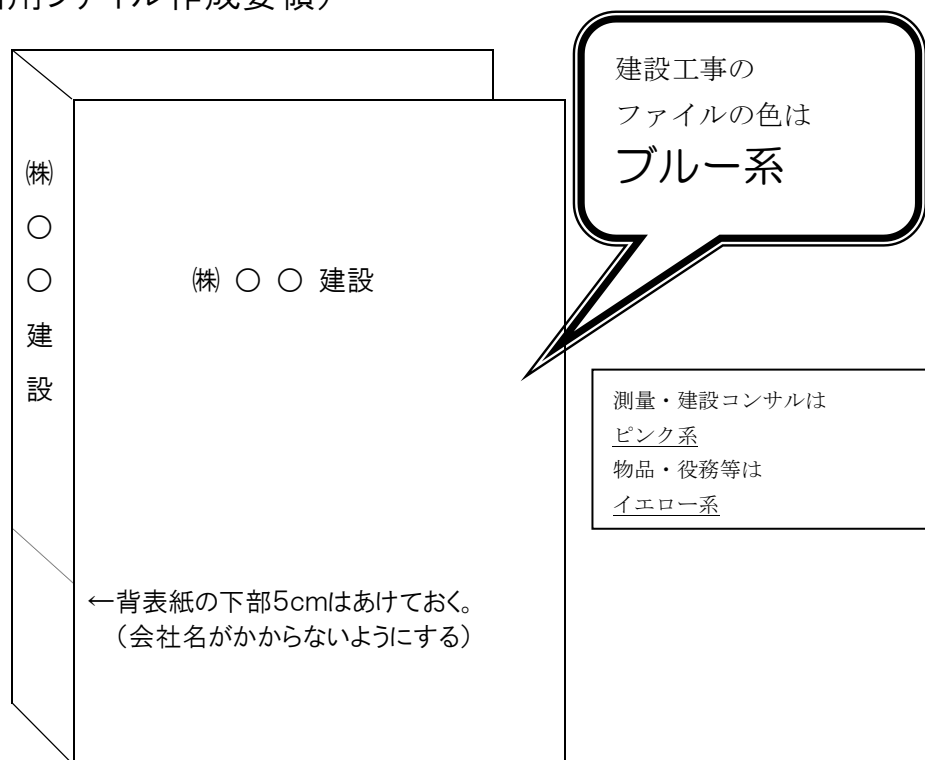 用ファイル作成要領）
建設工事の
ファイルの色は
ブルー系
㈱○○建設
㈱ ○ ○ 建設
測量・建設コンサルは
ピンク系
物品・役務等は
イエロー系
←背表紙の下部5cmはあけておく。
（会社名がかからないようにする）